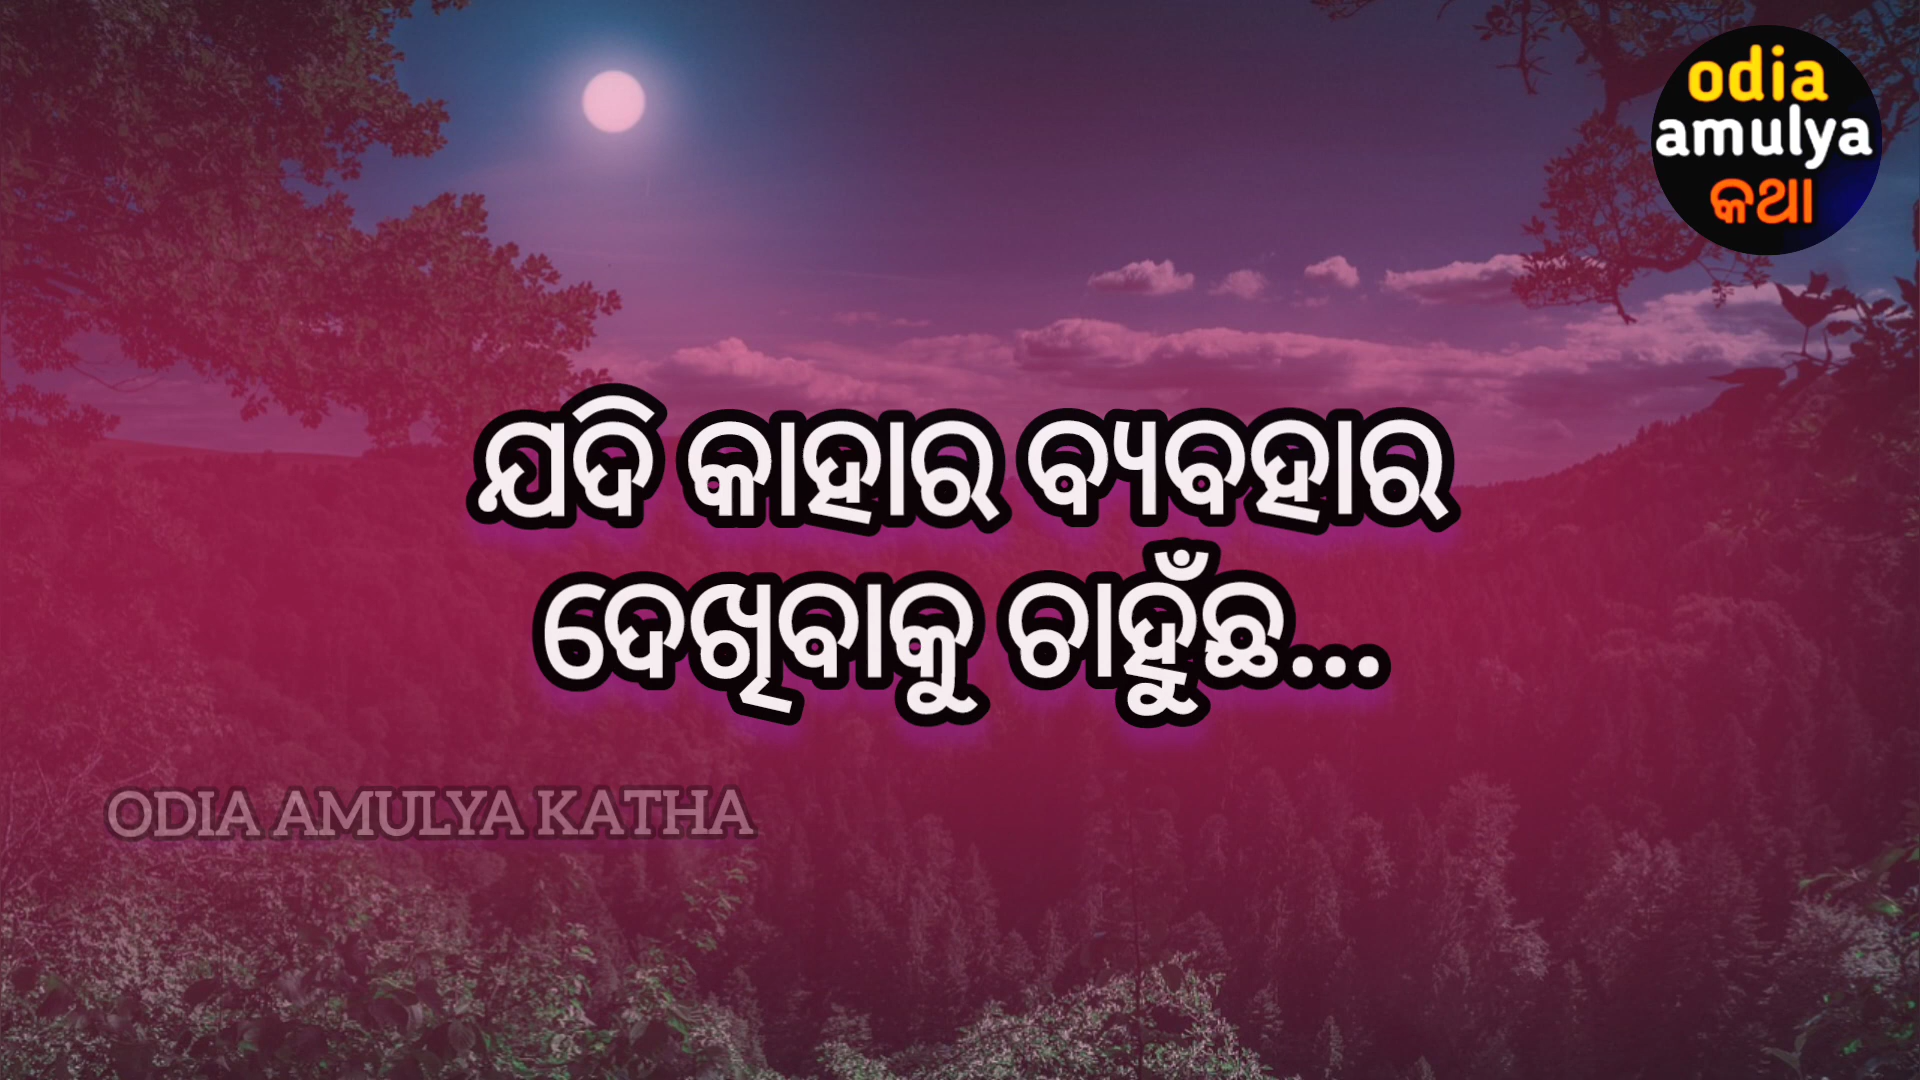 odia
amulya
କଥା
ଯଦି କାହାର ବ୍ୟବହାର
ଦେଖିବାକୁ ଚାହୁଁଛ...
ODIA AMULYA KATHA